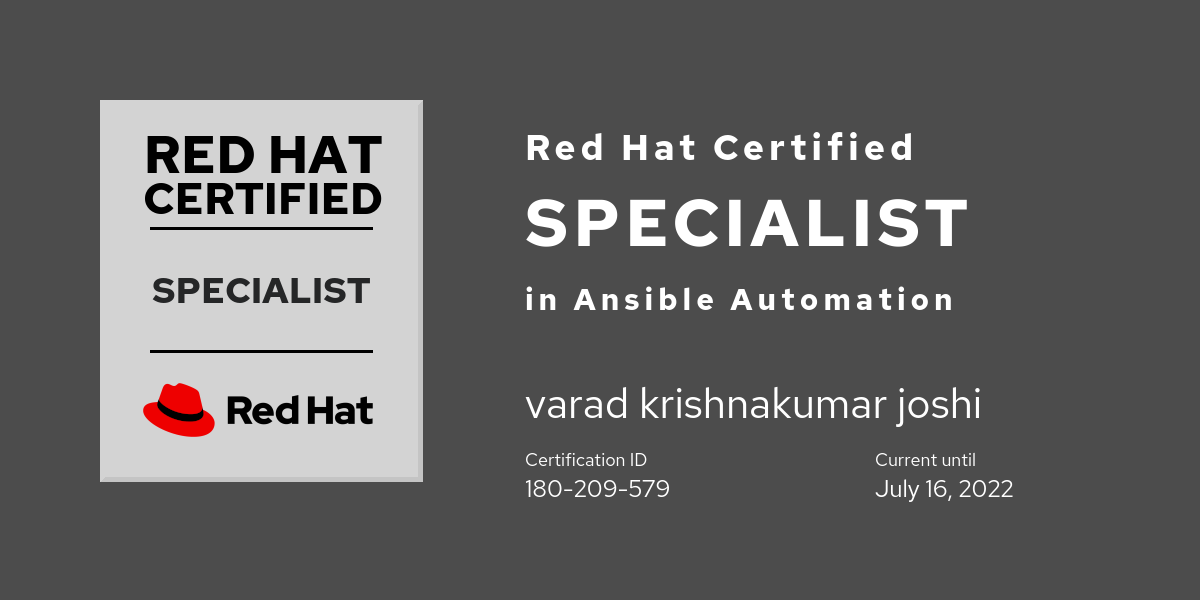 RED HAT
CERTIFIED
SPECIALIST
Red Hat
Red Hat Certified
SPECIALIST
in Ansible Automation
varad krishnakumar joshi
Certification ID
180-209-579
Current until
July 16, 2022